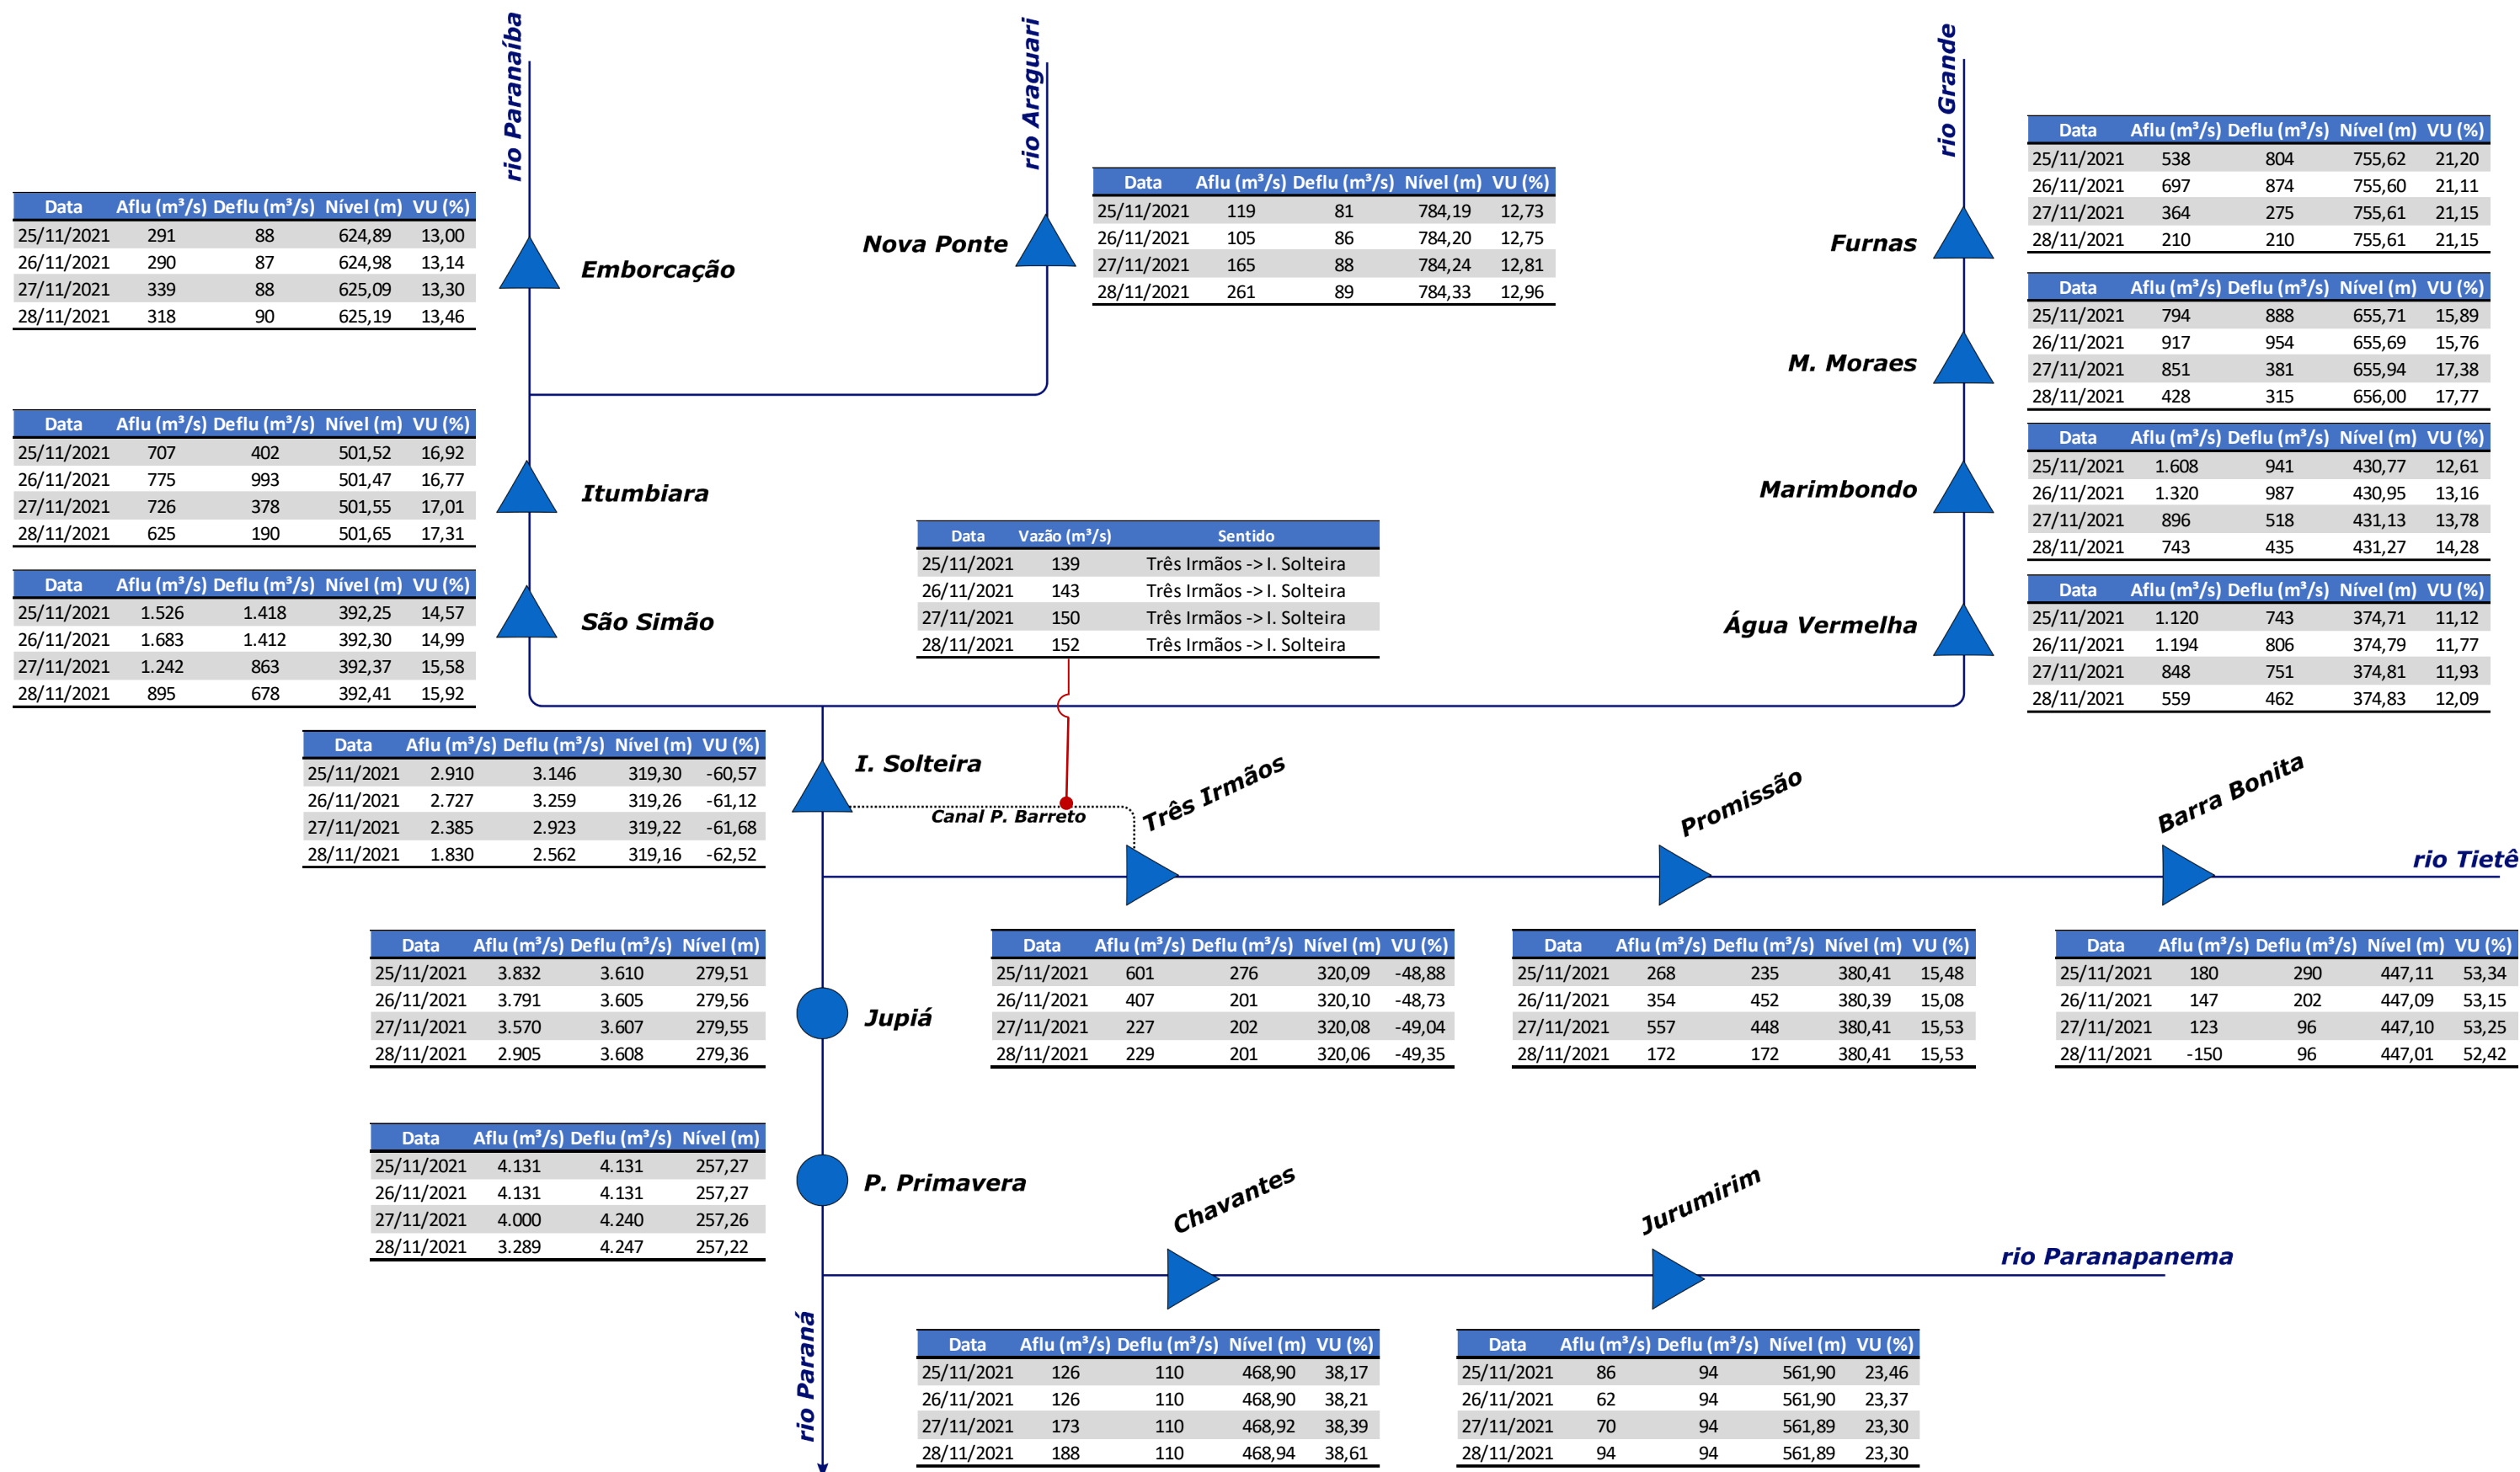 rio Paranaíba
rio Araguari
rio Grande
Data Aflu (m³/s) Deflu (m³/s) Nível (m) VU (%)
25/11/2021 538 804 755,62 21,20
26/11/2021 697 874 755,60 21,11
27/11/2021 364 275 755,61 21,15
28/11/2021 210 210 755,61 21,15
Furnas
Data Aflu (m³/s) Deflu (m³/s) Nível (m) VU (%)
25/11/2021 119 81 784,19 12,73
26/11/2021 105 86 784,20 12,75
27/11/2021 165 88 784,24 12,81
28/11/2021 261 89 784,33 12,96
Nova Ponte
Data Aflu (m³/s) Deflu (m³/s) Nível (m) VU (%)
25/11/2021 291 88 624,89 13,00
26/11/2021 290 87 624,98 13,14
27/11/2021 339 88 625,09 13,30
28/11/2021 318 90 625,19 13,46
Emborcação
Data Aflu (m³/s) Deflu (m³/s) Nível (m) VU (%)
25/11/2021 794 888 655,71 15,89
26/11/2021 917 954 655,69 15,76
27/11/2021 851 381 655,94 17,38
28/11/2021 428 315 656,00 17,77
M. Moraes
Data Aflu (m³/s) Deflu (m³/s) Nível (m) VU (%)
25/11/2021 707 402 501,52 16,92
26/11/2021 775 993 501,47 16,77
27/11/2021 726 378 501,55 17,01
28/11/2021 625 190 501,65 17,31
Itumbiara
Data Aflu (m³/s) Deflu (m³/s) Nível (m) VU (%)
25/11/2021 1.608 941 430,77 12,61
26/11/2021 1.320 987 430,95 13,16
27/11/2021 896 518 431,13 13,78
28/11/2021 743 435 431,27 14,28
Marimbondo
Data Vazão (m³/s) Sentido
25/11/2021 139 Três Irmãos -> I. Solteira
26/11/2021 143 Três Irmãos -> I. Solteira
27/11/2021 150 Três Irmãos -> I. Solteira
28/11/2021 152 Três Irmãos -> I. Solteira
Data Aflu (m³/s) Deflu (m³/s) Nível (m) VU (%)
25/11/2021 1.526 1.418 392,25 14,57
26/11/2021 1.683 1.412 392,30 14,99
27/11/2021 1.242 863 392,37 15,58
28/11/2021 895 678 392,41 15,92
São Simão
Data Aflu (m³/s) Deflu (m³/s) Nível (m) VU (%)
25/11/2021 1.120 743 374,71 11,12
26/11/2021 1.194 806 374,79 11,77
27/11/2021 848 751 374,81 11,93
28/11/2021 559 462 374,83 12,09
Água Vermelha
Data Aflu (m³/s) Deflu (m³/s) Nível (m) VU (%)
25/11/2021 2.910 3.146 319,30 -60,57
26/11/2021 2.727 3.259 319,26 -61,12
27/11/2021 2.385 2.923 319,22 -61,68
28/11/2021 1.830 2.562 319,16 -62,52
I. Solteira
Canal P. Barreto
Três Irmãos
Promissão
Barra Bonita
rio Tietê
Data Aflu (m³/s) Deflu (m³/s) Nível (m)
25/11/2021 3.832 3.610 279,51
26/11/2021 3.791 3.605 279,56
27/11/2021 3.570 3.607 279,55
28/11/2021 2.905 3.608 279,36
Jupiá
Data Aflu (m³/s) Deflu (m³/s) Nível (m) VU (%)
25/11/2021 601 276 320,09 -48,88
26/11/2021 407 201 320,10 -48,73
27/11/2021 227 202 320,08 -49,04
28/11/2021 229 201 320,06 -49,35
Data Aflu (m³/s) Deflu (m³/s) Nível (m) VU (%)
25/11/2021 268 235 380,41 15,48
26/11/2021 354 452 380,39 15,08
27/11/2021 557 448 380,41 15,53
28/11/2021 172 172 380,41 15,53
Data Aflu (m³/s) Deflu (m³/s) Nível (m) VU (%)
25/11/2021 180 290 447,11 53,34
26/11/2021 147 202 447,09 53,15
27/11/2021 123 96 447,10 53,25
28/11/2021 -150 96 447,01 52,42
Data Aflu (m³/s) Deflu (m³/s) Nível (m)
25/11/2021 4.131 4.131 257,27
26/11/2021 4.131 4.131 257,27
27/11/2021 4.000 4.240 257,26
28/11/2021 3.289 4.247 257,22
P. Primavera
Chavantes
Jurumirim
rio Paranapanema
rio Paraná
Data Aflu (m³/s) Deflu (m³/s) Nível (m) VU (%)
25/11/2021 126 110 468,90 38,17
26/11/2021 126 110 468,90 38,21
27/11/2021 173 110 468,92 38,39
28/11/2021 188 110 468,94 38,61
Data Aflu (m³/s) Deflu (m³/s) Nível (m) VU (%)
25/11/2021 86 94 561,90 23,46
26/11/2021 62 94 561,90 23,37
27/11/2021 70 94 561,89 23,30
28/11/2021 94 94 561,89 23,30